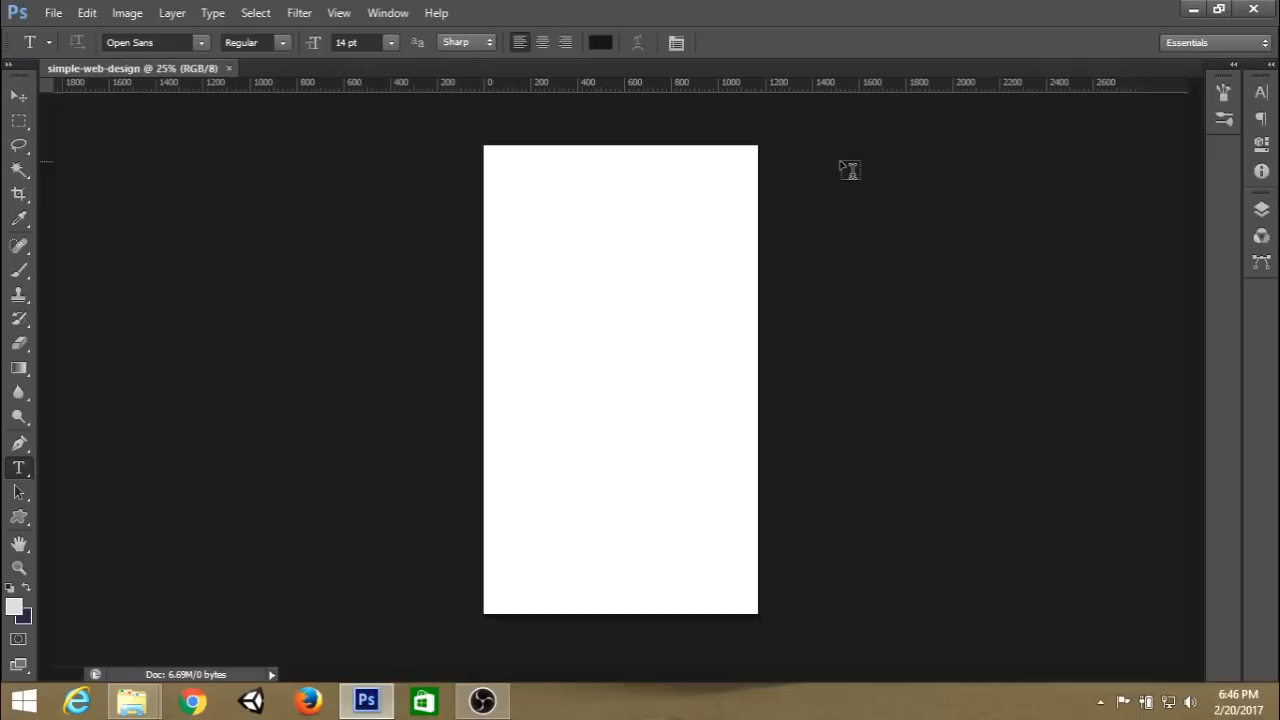 Ps File Edit Image Layer Type Select Filter View Window Help
T Open Sans Regular T 14 pt aa Sharp Essentials
simple-web-design @ 25% (RGB/8) ×
1800 1600 1400 1200 1000 800 600 400 200 0 200 400 600 800 1000 1200 1400 1600 1800 2000 2200 2400 2600
A
T
Doc: 6.69M/0 bytes
Ps
6:46 PM
2/20/2017